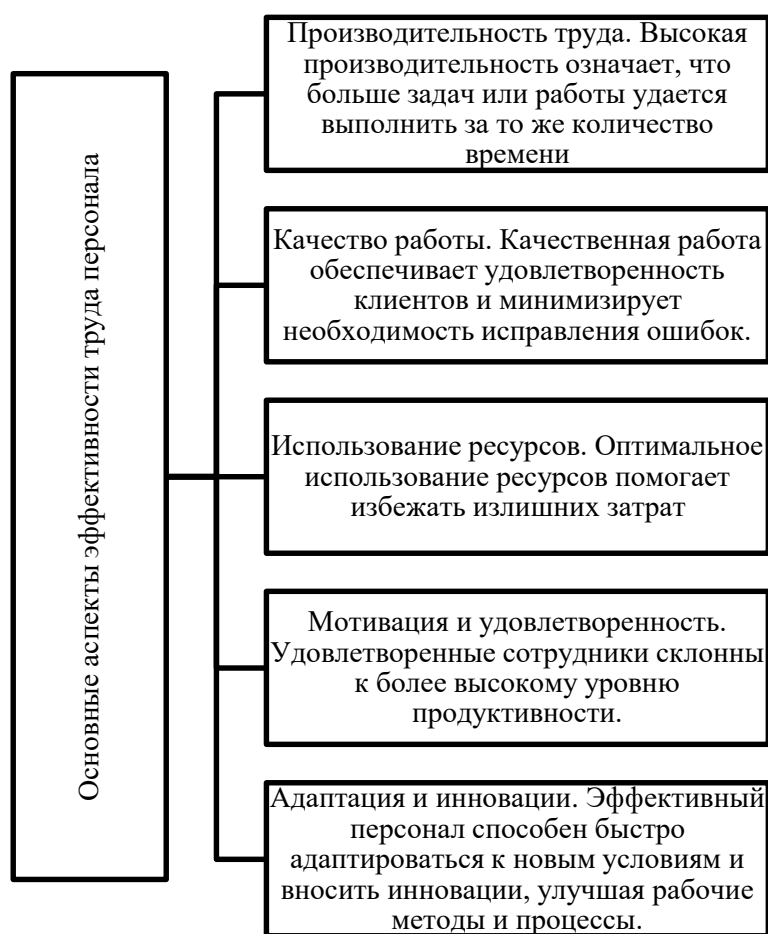 Основные аспекты эффективности труда персонала
Производительность труда. Высокая
производительность означает, что
больше задач или работы удается
выполнить за то же количество
времени
Качество работы. Качественная работа
обеспечивает удовлетворенность
клиентов и минимизирует
необходимость исправления ошибок.
Использование ресурсов. Оптимальное
использование ресурсов помогает
избежать излишних затрат
Мотивация и удовлетворенность.
Удовлетворенные сотрудники склонны
к более высокому уровню
продуктивности.
Адаптация и инновации. Эффективный
персонал способен быстро
адаптироваться к новым условиям и
вносить инновации, улучшая рабочие
методы и процессы.